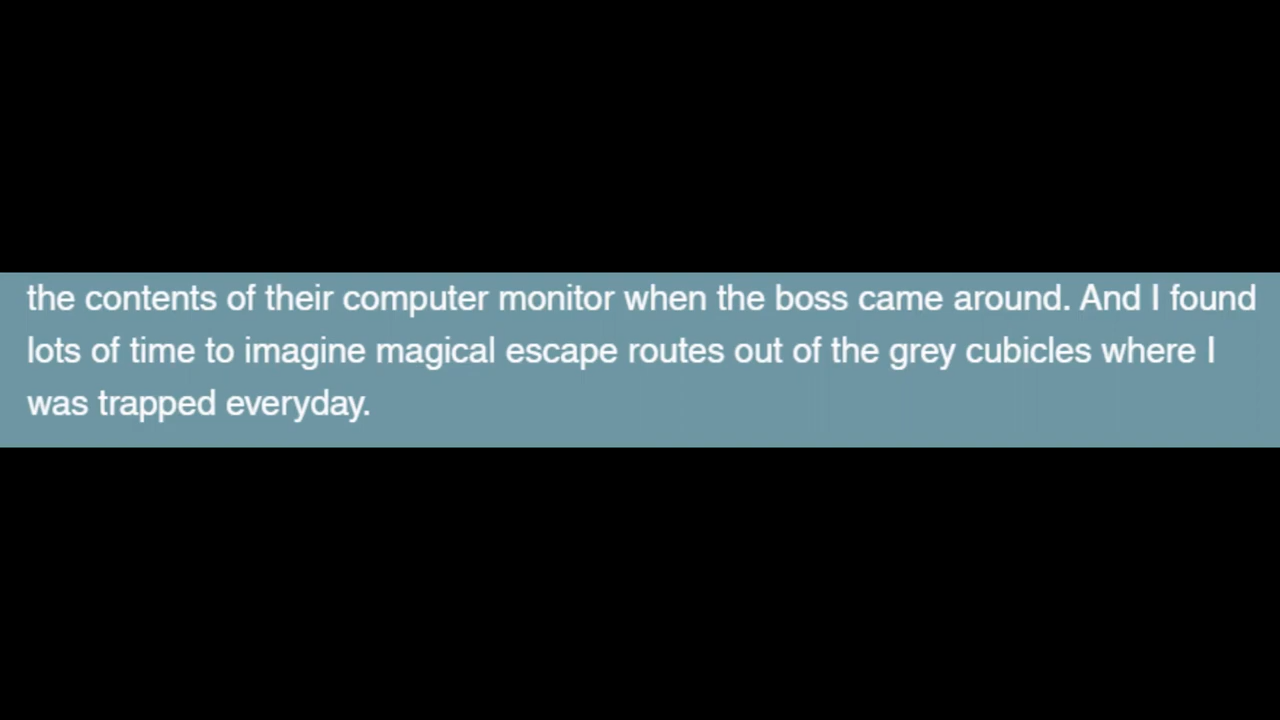 the contents of their computer monitor when the boss came around. And I found
lots of time to imagine magical escape routes out of the grey cubicles where I
was trapped everyday.